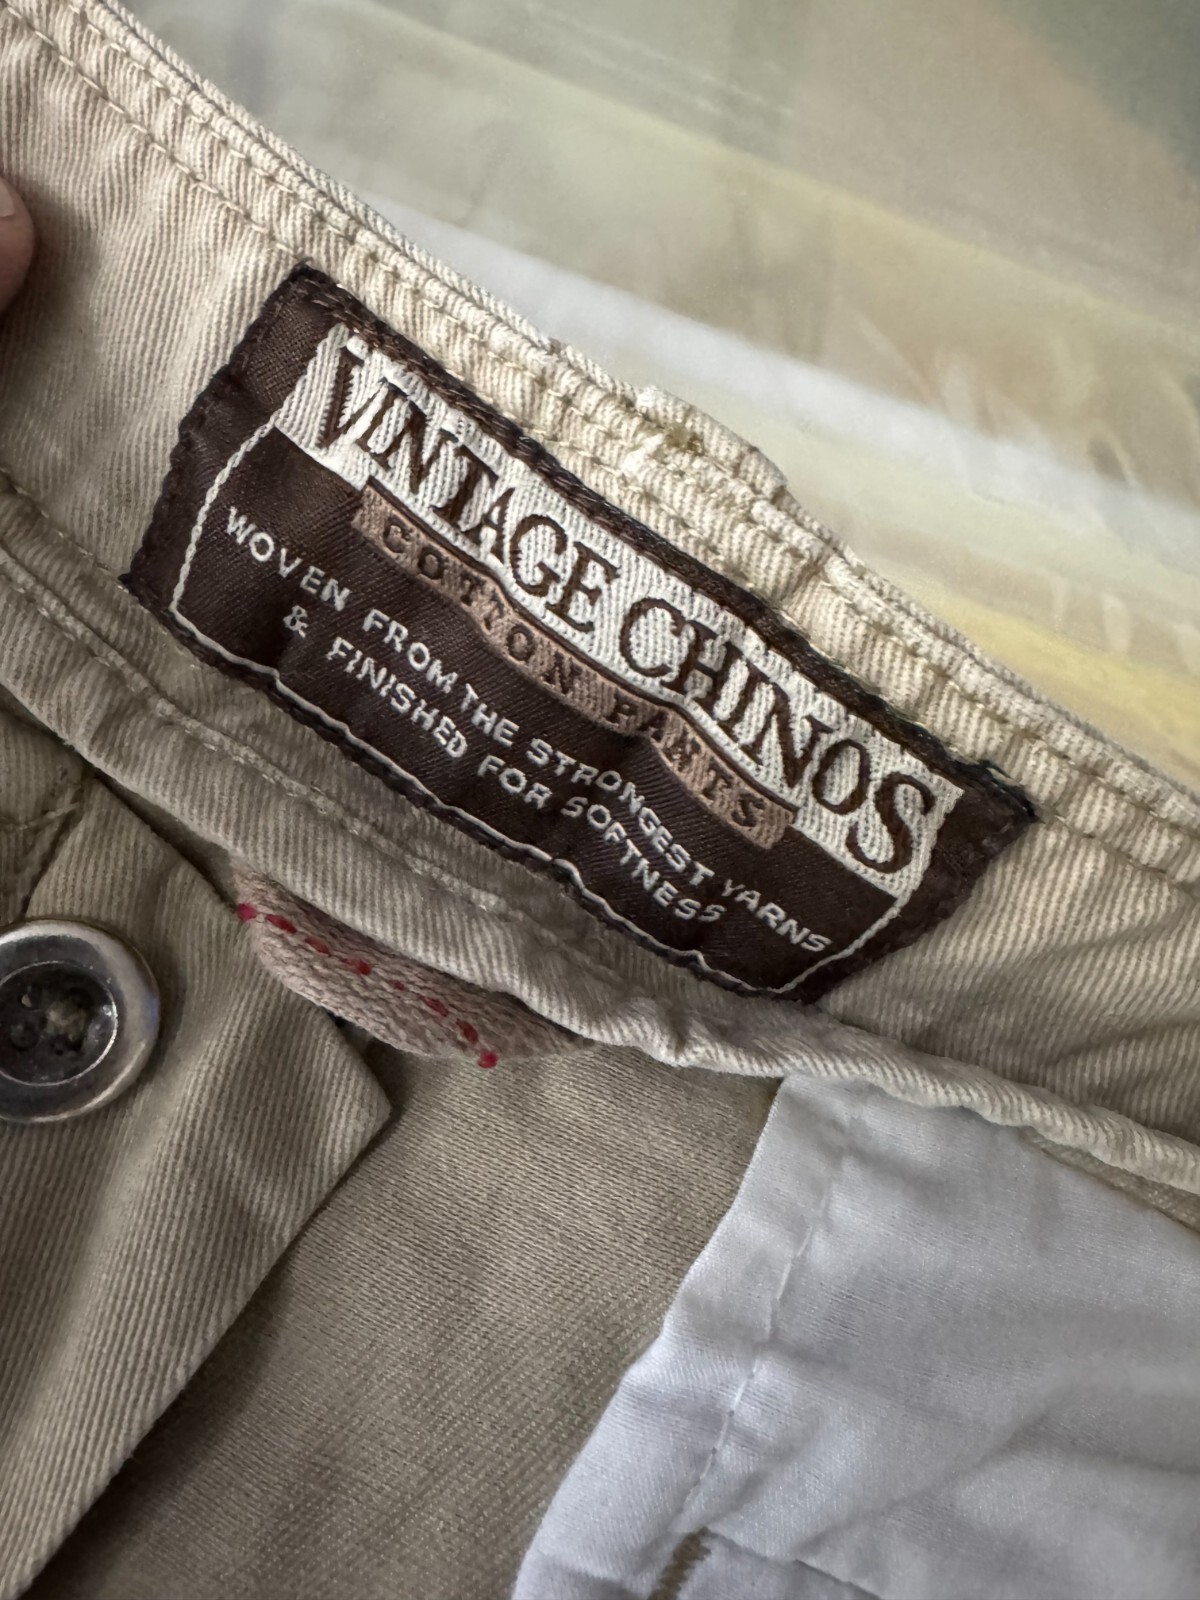 VINTAGE CHINOS
COTTON PANTS
WOVEN FROM THE STRONGEST YARNS
& FINISHED FOR SOFTNESS